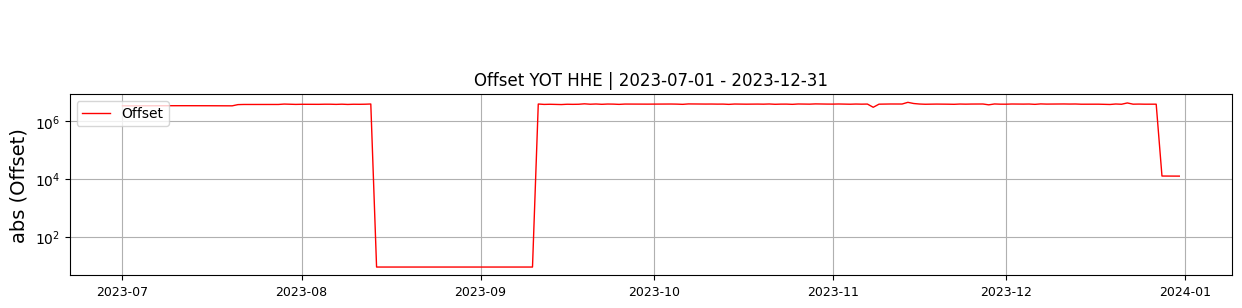 Offset YOT HHE | 2023-07-01 - 2023-12-31
Offset
abs (Offset)
10^6
10^4
10^2
2023-07 2023-08 2023-09 2023-10 2023-11 2023-12 2024-01